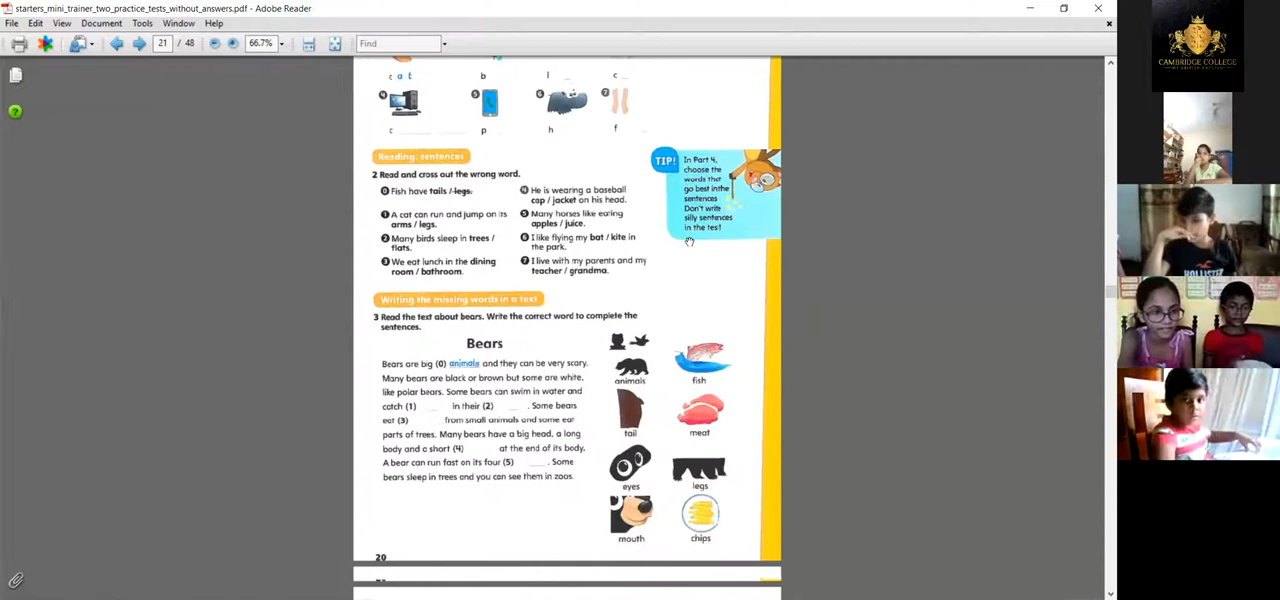 starters_mini_trainer_two_practice_tests_without_answers.pdf - Adobe Reader
File Edit View Document Tools Window Help
21 / 48 66.7% Find
c a t b l c
4 5 6 7
c p h f
Reading: sentences
2 Read and cross out the wrong word.
0 Fish have tails / legs.
1 A cat can run and jump on its
arms / legs.
2 Many birds sleep in trees /
flats.
3 We eat lunch in the dining
room / bathroom.
4 He is wearing a baseball
cap / jacket on his head.
5 Many horses like eating
apples / juice.
6 I like flying my bat / kite in
the park.
7 I live with my parents and my
teacher / grandma.
TIP!
In Part 4,
choose the
words that
go best in the
sentences
Don't write
silly sentences
in the test
Writing the missing words in a text
3 Read the text about bears. Write the correct word to complete the
sentences.
Bears
Bears are big (0) animals and they can be very scary.
Many bears are black or brown but some are white,
like polar bears. Some bears can swim in water and
catch (1) in their (2) . Some bears
eat (3) from small animals and some eat
parts of trees. Many bears have a big head, a long
body and a short (4) at the end of its body.
A bear can run fast on its four (5) . Some
bears sleep in trees and you can see them in zoos.
animals fish
tail meat
eyes legs
mouth chips
20
CAMBRIDGE COLLEGE
OF BRITISH ENGLISH
HOLLISTER